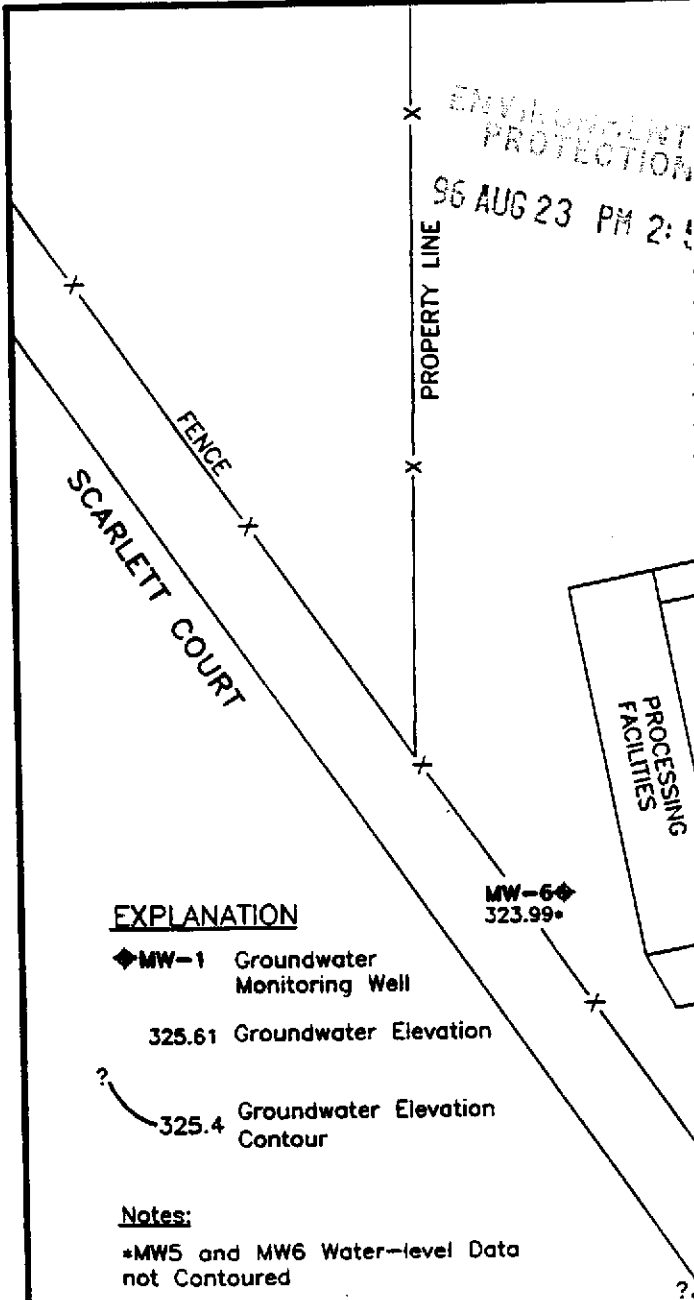 ENVIRONMENT
PROTECTION
96 AUG 23 PM 2:5
PROPERTY LINE
FENCE
SCARLETT COURT
PROCESSING
FACILITIES
MW-6
323.99*
EXPLANATION
MW-1 Groundwater
Monitoring Well
325.61 Groundwater Elevation
?
325.4 Groundwater Elevation
Contour
Notes:
*MW5 and MW6 Water-level Data
not Contoured
?